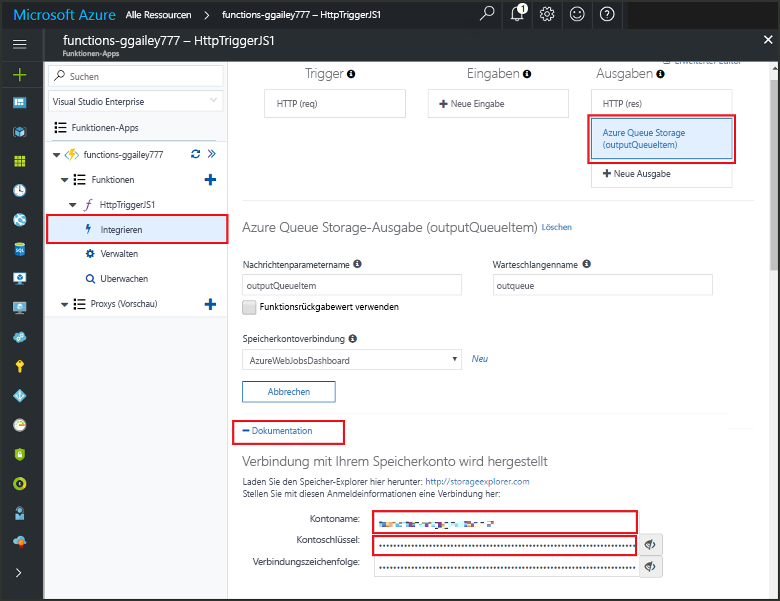 Microsoft Azure Alle Ressourcen > functions-ggailey777 – HttpTriggerJS1
1
functions-ggailey777 – HttpTriggerJS1
Funktionen-Apps
Suchen
Visual Studio Enterprise
Funktionen-Apps
functions-ggailey777
Funktionen
HttpTriggerJS1
Integrieren
Verwalten
Überwachen
Proxys (Vorschau)
Erweiterter Editor
Trigger Eingaben Ausgaben
HTTP (req) Neue Eingabe HTTP (res)
Azure Queue Storage
(outputQueueItem)
Neue Ausgabe
Azure Queue Storage-Ausgabe (outputQueueItem) Löschen
Nachrichtenparametername Warteschlangenname
outputQueueItem outqueue
Funktionsrückgabewert verwenden
Speicherkontoverbindung
AzureWebJobsDashboard Neu
Abbrechen
Dokumentation
Verbindung mit Ihrem Speicherkonto wird hergestellt
Laden Sie den Speicher-Explorer hier herunter: http://storageexplorer.com
Stellen Sie mit diesen Anmeldeinformationen eine Verbindung her:
Kontoname:
Kontoschlüssel:
Verbindungszeichenfolge: